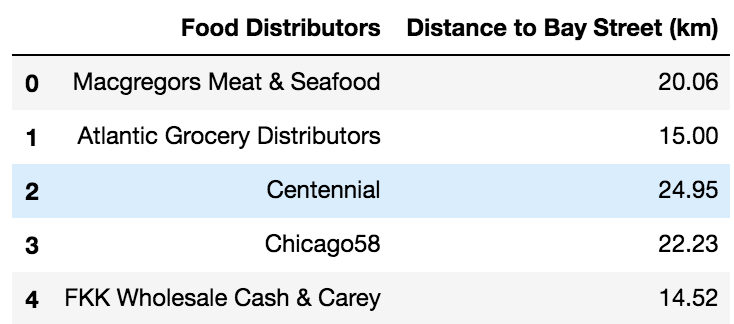 Food Distributors Distance to Bay Street (km)
0 Macgregors Meat & Seafood 20.06
1 Atlantic Grocery Distributors 15.00
2 Centennial 24.95
3 Chicago58 22.23
4 FKK Wholesale Cash & Carey 14.52